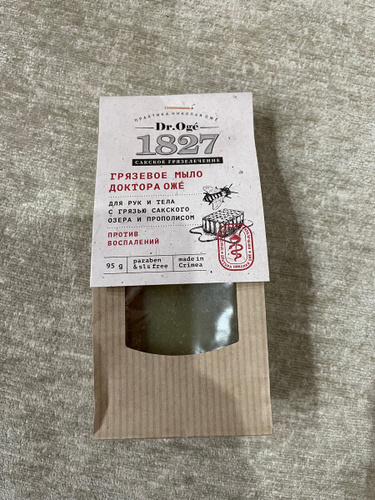 ПРАКТИКА НИКОЛАЯ ОЖЕ
Dr.Ogé
1827
САКСКОЕ ГРЯЗЕЛЕЧЕНИЕ
ГРЯЗЕВОЕ МЫЛО
ДОКТОРА ОЖЕ́
ДЛЯ РУК И ТЕЛА
С ГРЯЗЬЮ САКСКОГО
ОЗЕРА И ПРОПОЛИСОМ
ПРОТИВ
ВОСПАЛЕНИЙ
95 g
paraben
& sls free
made in
Crimea